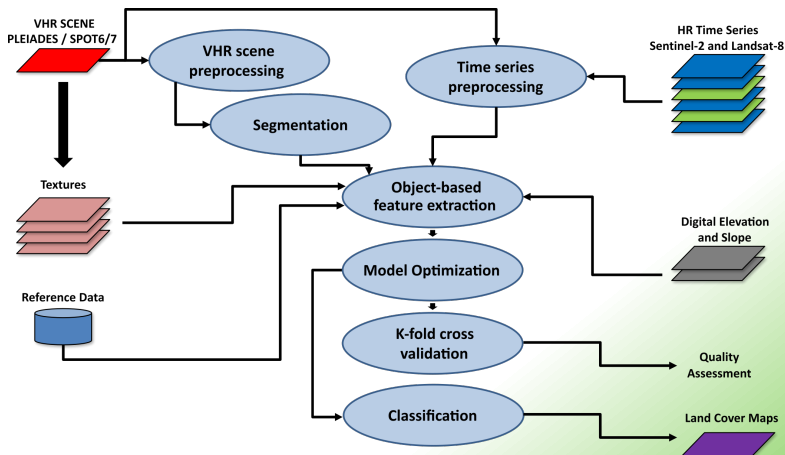 VHR SCENE
PLEIADES / SPOT6/7
VHR scene
preprocessing
Time series
preprocessing
HR Time Series
Sentinel-2 and Landsat-8
Segmentation
Textures
Object-based
feature extraction
Digital Elevation
and Slope
Model Optimization
Reference Data
K-fold cross
validation
Quality
Assessment
Classification
Land Cover Maps